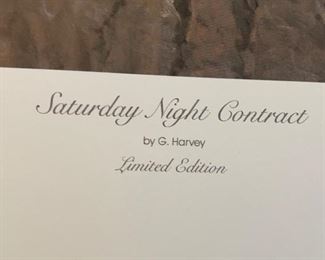 Saturday Night Contract
by G. Harvey
Limited Edition